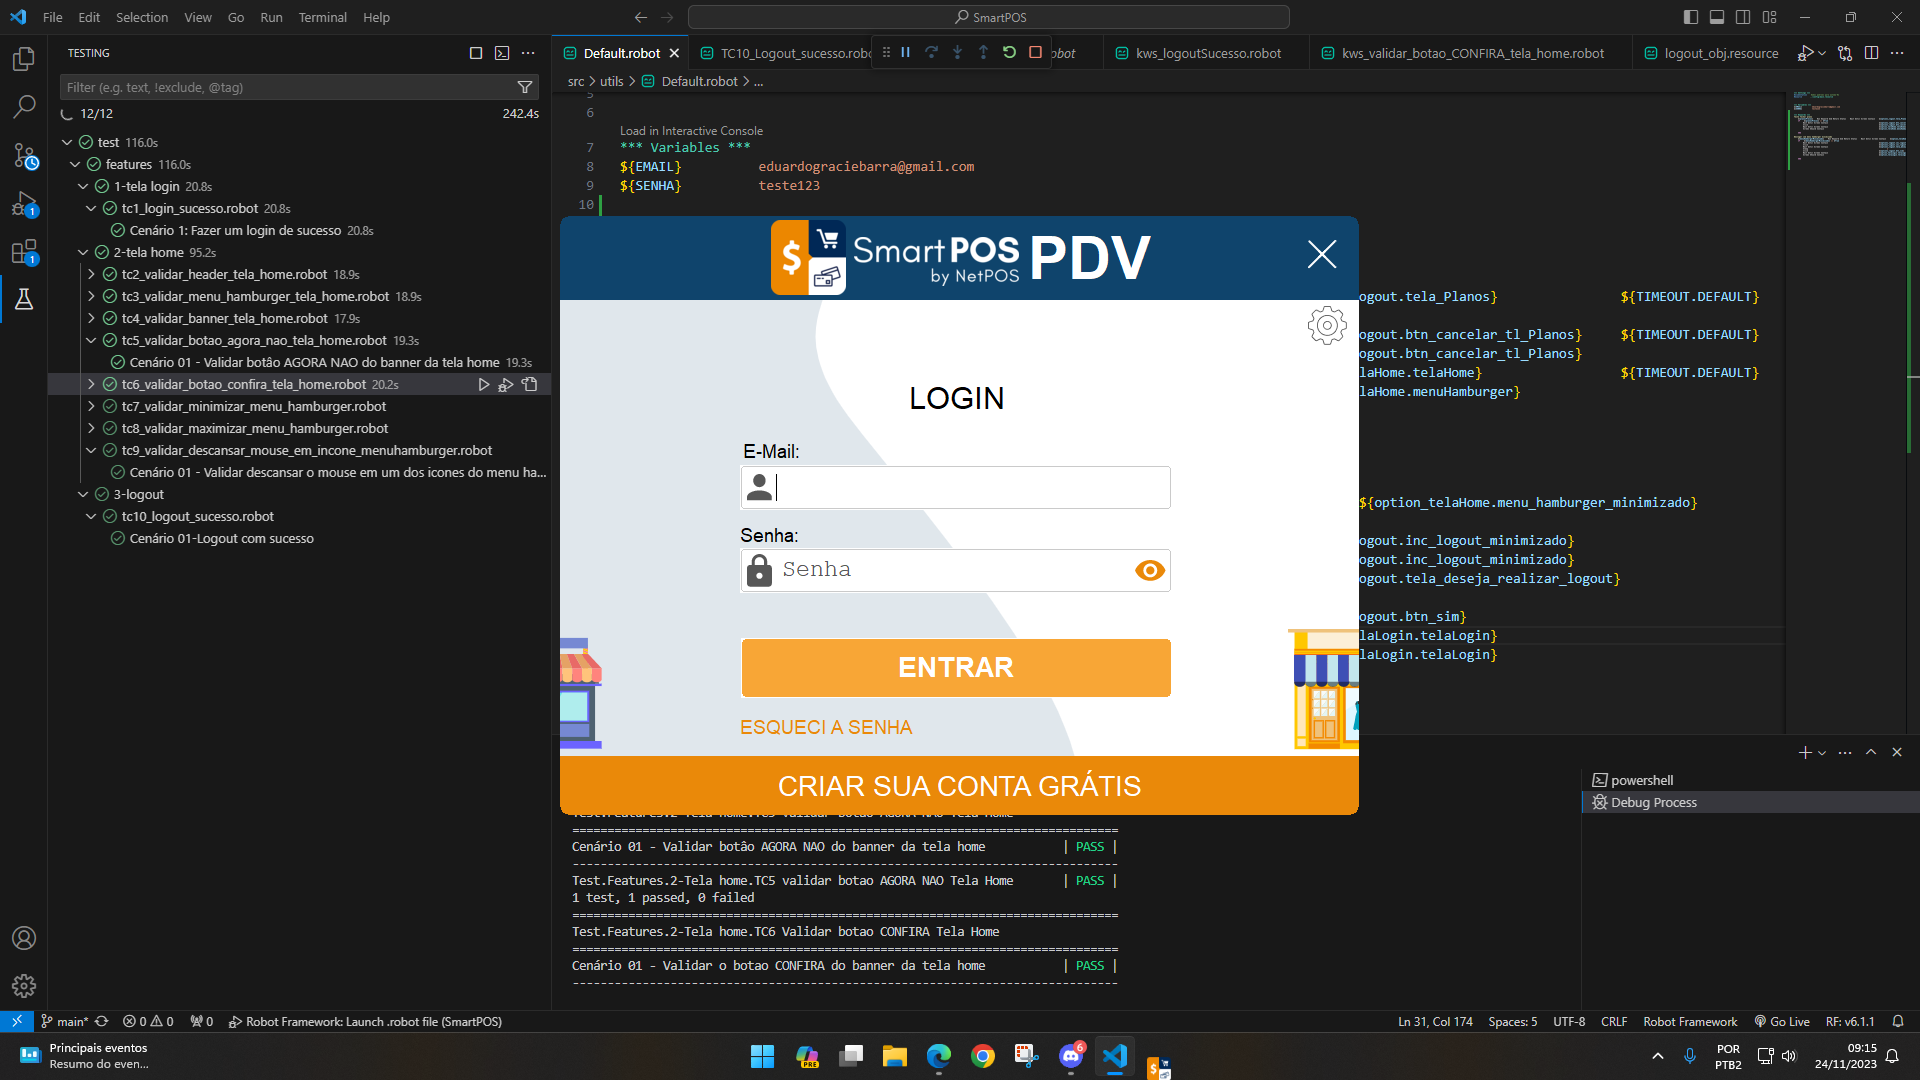 File Edit Selection View Go Run Terminal Help
SmartPOS
TESTING
Default.robot
kws_logoutSucesso.robot
kws_validar_botao_CONFIRA_tela_home.robot
logout_obj.resource
Filter (e.g. text, !exclude, @tag)
src > utils > Default.robot > ...
12/12
242.4s
test 116.0s
features 116.0s
1-tela login 20.8s
tc1_login_sucesso.robot 20.8s
Cenário 1: Fazer um login de sucesso 20.8s
2-tela home 95.2s
tc2_validar_header_tela_home.robot 18.9s
tc3_validar_menu_hamburger_tela_home.robot 18.9s
tc4_validar_banner_tela_home.robot 17.9s
tc5_validar_botao_agora_nao_tela_home.robot 19.3s
Cenário 01 - Validar botão AGORA NAO do banner da tela home 19.3s
tc6_validar_botao_confira_tela_home.robot 20.2s
tc7_validar_minimizar_menu_hamburger.robot
tc8_validar_maximizar_menu_hamburger.robot
tc9_validar_descansar_mouse_em_incone_menuhamburger.robot
Cenário 01 - Validar descansar o mouse em um dos icones do menu ha...
3-logout
tc10_logout_sucesso.robot
Cenário 01-Logout com sucesso
6
Load in Interactive Console
7 *** Variables ***
8 ${EMAIL} eduardograciebarra@gmail.com
9 ${SENHA} teste123
10
ogout.tela_Planos} ${TIMEOUT.DEFAULT}
ogout.btn_cancelar_tl_Planos} ${TIMEOUT.DEFAULT}
ogout.btn_cancelar_tl_Planos}
laHome.telaHome} ${TIMEOUT.DEFAULT}
laHome.menuHamburger}
${option_telaHome.menu_hamburger_minimizado}
ogout.inc_logout_minimizado}
ogout.inc_logout_minimizado}
ogout.tela_deseja_realizar_logout}
ogout.btn_sim}
laLogin.telaLogin}
laLogin.telaLogin}
SmartPOS PDV
by NetPOS
LOGIN
E-Mail:
Senha:
Senha
ENTRAR
ESQUECI A SENHA
CRIAR SUA CONTA GRÁTIS
powershell
Debug Process
==============================================================================
Cenário 01 - Validar botão AGORA NAO do banner da tela home | PASS |
------------------------------------------------------------------------------
Test.Features.2-Tela home.TC5 validar botao AGORA NAO Tela Home | PASS |
1 test, 1 passed, 0 failed
==============================================================================
Test.Features.2-Tela home.TC6 Validar botao CONFIRA Tela Home
==============================================================================
Cenário 01 - Validar o botao CONFIRA do banner da tela home | PASS |
------------------------------------------------------------------------------
main* 0 0 0 Robot Framework: Launch .robot file (SmartPOS)
Ln 31, Col 174 Spaces: 5 UTF-8 CRLF Robot Framework Go Live RF: v6.1.1
Principais eventos
Resumo do even...
PRE
6
POR
PTB2
09:15
24/11/2023